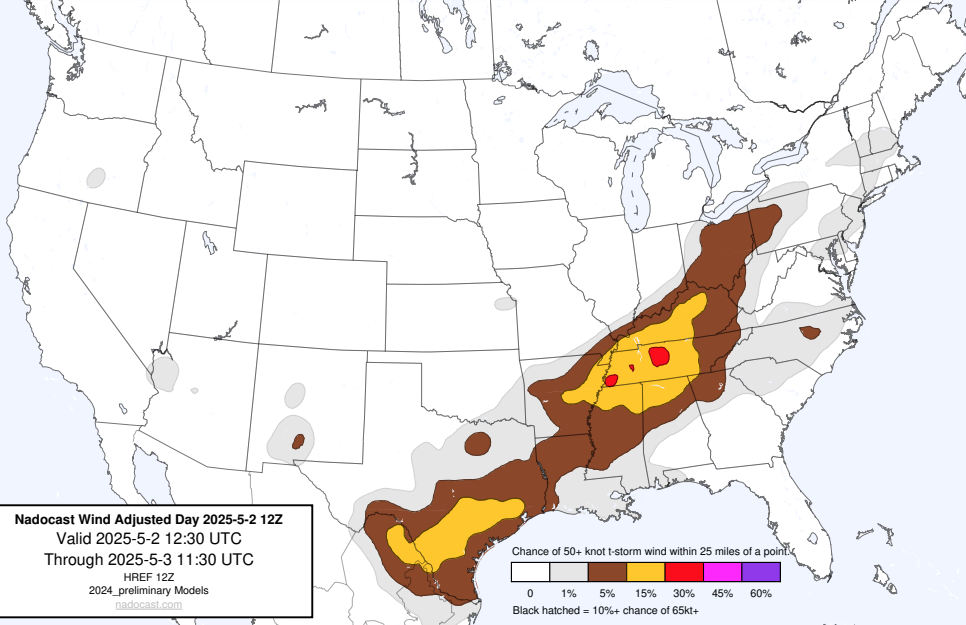 Nadocast Wind Adjusted Day 2025-5-2 12Z
Valid 2025-5-2 12:30 UTC
Through 2025-5-3 11:30 UTC
HREF 12Z
2024_preliminary Models
nadocast.com
Chance of 50+ knot t-storm wind within 25 miles of a point.
0 1% 5% 15% 30% 45% 60%
Black hatched = 10%+ chance of 65kt+